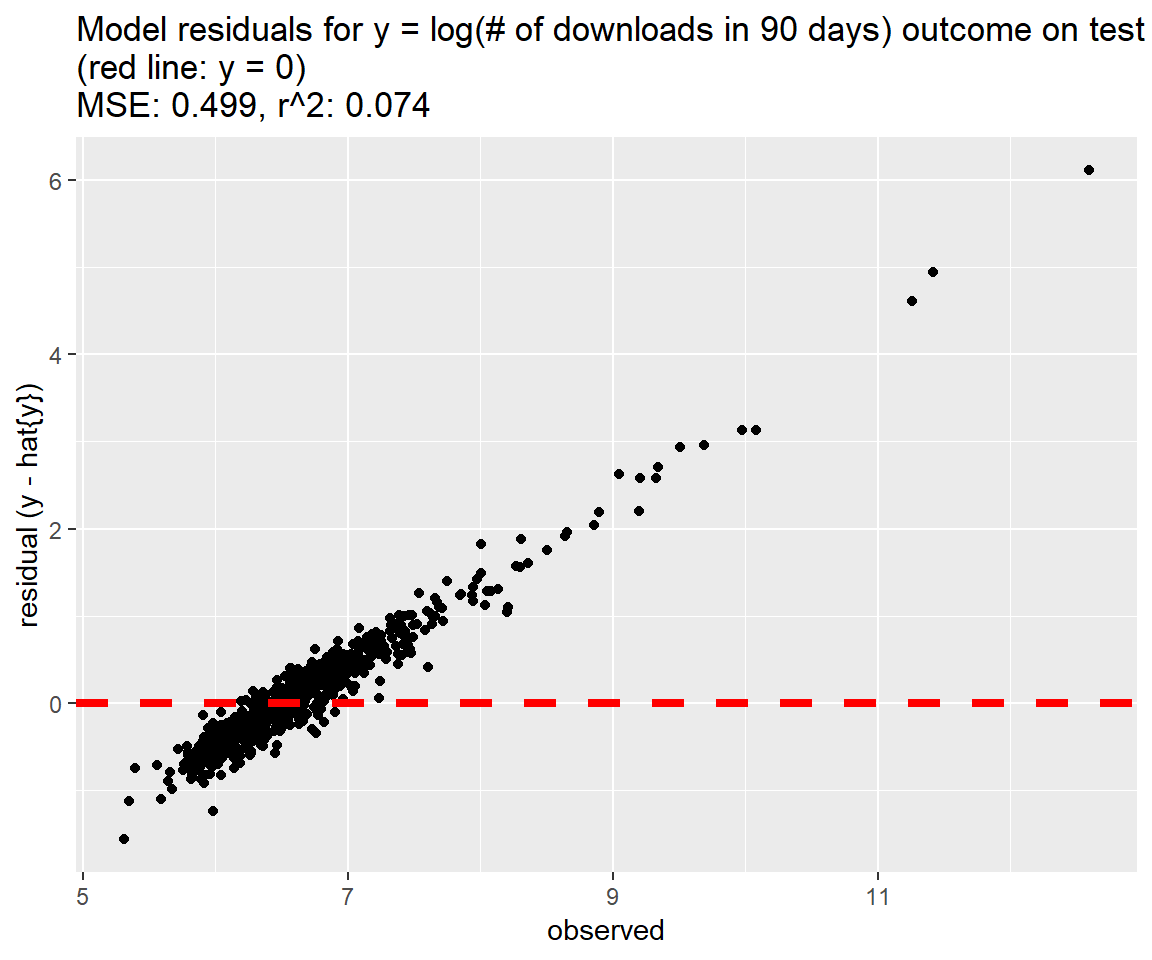 Model residuals for y = log(# of downloads in 90 days) outcome on test
(red line: y = 0)
MSE: 0.499, r^2: 0.074
6
4
2
0
residual (y - hat{y})
5
7
9
11
observed